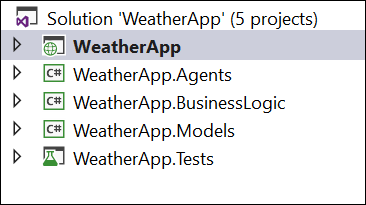 Solution 'WeatherApp' (5 projects)
WeatherApp
C# WeatherApp.Agents
C# WeatherApp.BusinessLogic
C# WeatherApp.Models
WeatherApp.Tests